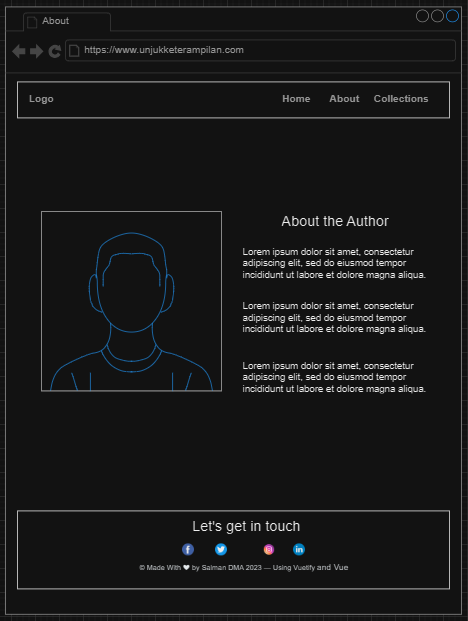 About
https://www.unjukketerampilan.com
Logo Home About Collections
About the Author
Lorem ipsum dolor sit amet, consectetur
adipiscing elit, sed do eiusmod tempor
incididunt ut labore et dolore magna aliqua.
Lorem ipsum dolor sit amet, consectetur
adipiscing elit, sed do eiusmod tempor
incididunt ut labore et dolore magna aliqua.
Lorem ipsum dolor sit amet, consectetur
adipiscing elit, sed do eiusmod tempor
incididunt ut labore et dolore magna aliqua.
Let's get in touch
© Made With ❤ by Salman DMA 2023 — Using Vuetify and Vue